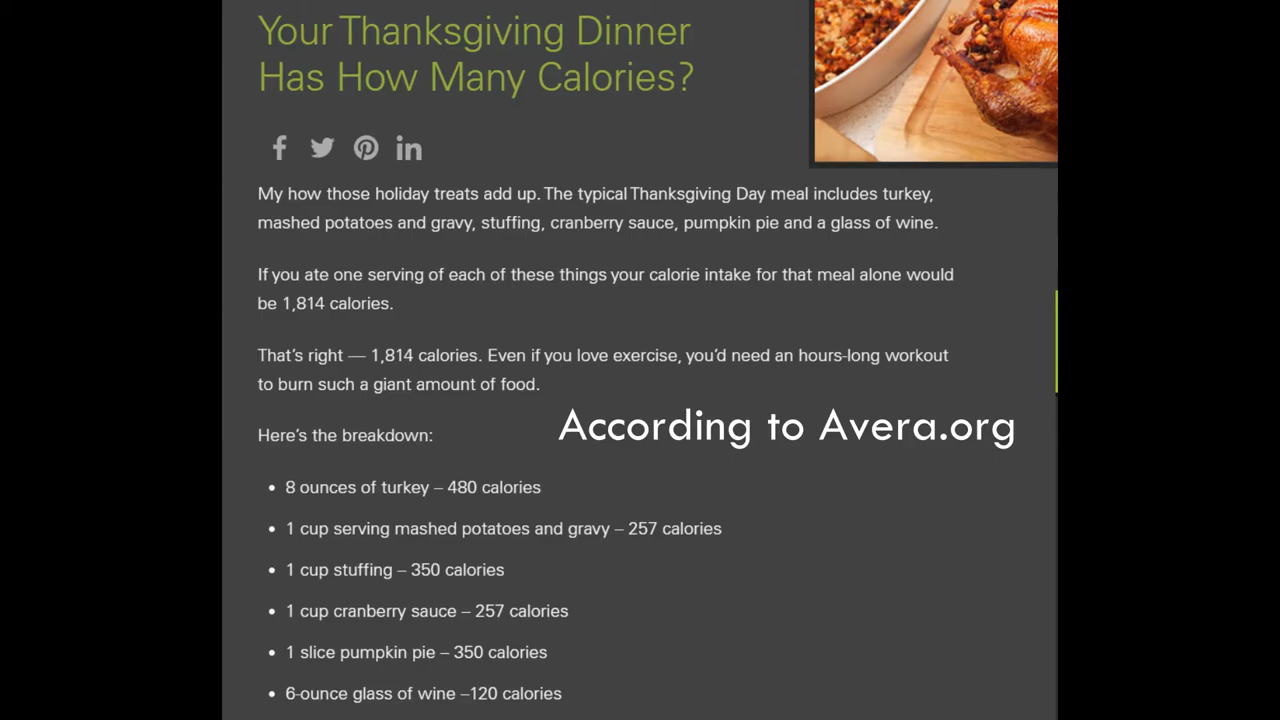 Your Thanksgiving Dinner
Has How Many Calories?
My how those holiday treats add up. The typical Thanksgiving Day meal includes turkey,
mashed potatoes and gravy, stuffing, cranberry sauce, pumpkin pie and a glass of wine.
If you ate one serving of each of these things your calorie intake for that meal alone would
be 1,814 calories.
That's right — 1,814 calories. Even if you love exercise, you'd need an hours-long workout
to burn such a giant amount of food.
Here's the breakdown:
According to Avera.org
• 8 ounces of turkey – 480 calories
• 1 cup serving mashed potatoes and gravy – 257 calories
• 1 cup stuffing – 350 calories
• 1 cup cranberry sauce – 257 calories
• 1 slice pumpkin pie – 350 calories
• 6-ounce glass of wine –120 calories